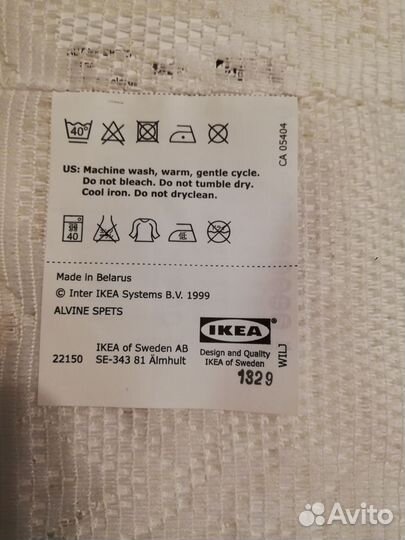 40°
CA 05404
US: Machine wash, warm, gentle cycle.
Do not bleach. Do not tumble dry.
Cool iron. Do not dryclean.
40
Made in Belarus
© Inter IKEA Systems B.V. 1999
ALVINE SPETS
IKEA of Sweden AB
22150 SE-343 81 Älmhult
IKEA
Design and Quality
IKEA of Sweden
1329
WILJ
Avito